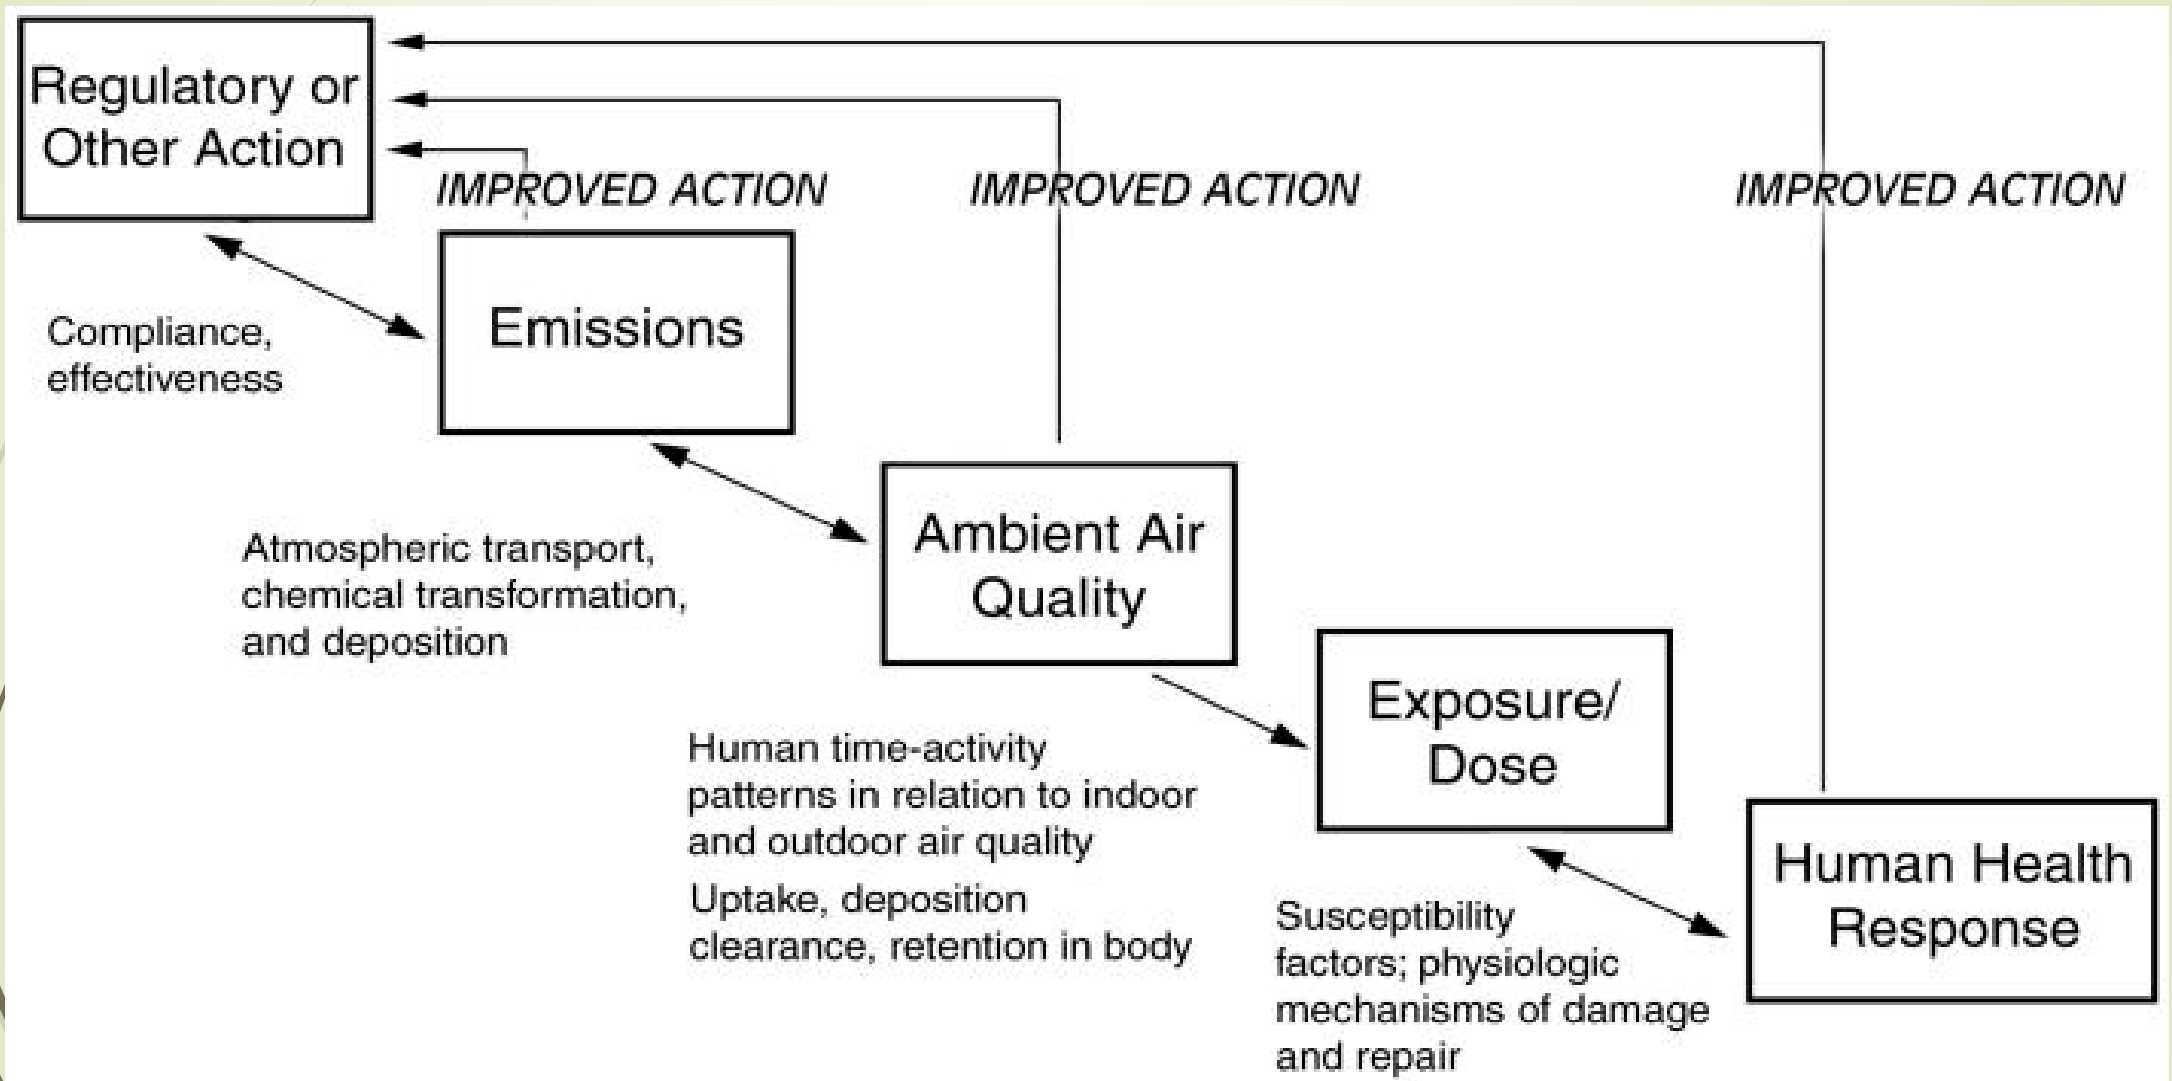 Regulatory or
Other Action
IMPROVED ACTION
IMPROVED ACTION
IMPROVED ACTION
Emissions
Compliance,
effectiveness
Ambient Air
Quality
Atmospheric transport,
chemical transformation,
and deposition
Exposure/
Dose
Human time-activity
patterns in relation to indoor
and outdoor air quality
Uptake, deposition
clearance, retention in body
Human Health
Response
Susceptibility
factors; physiologic
mechanisms of damage
and repair